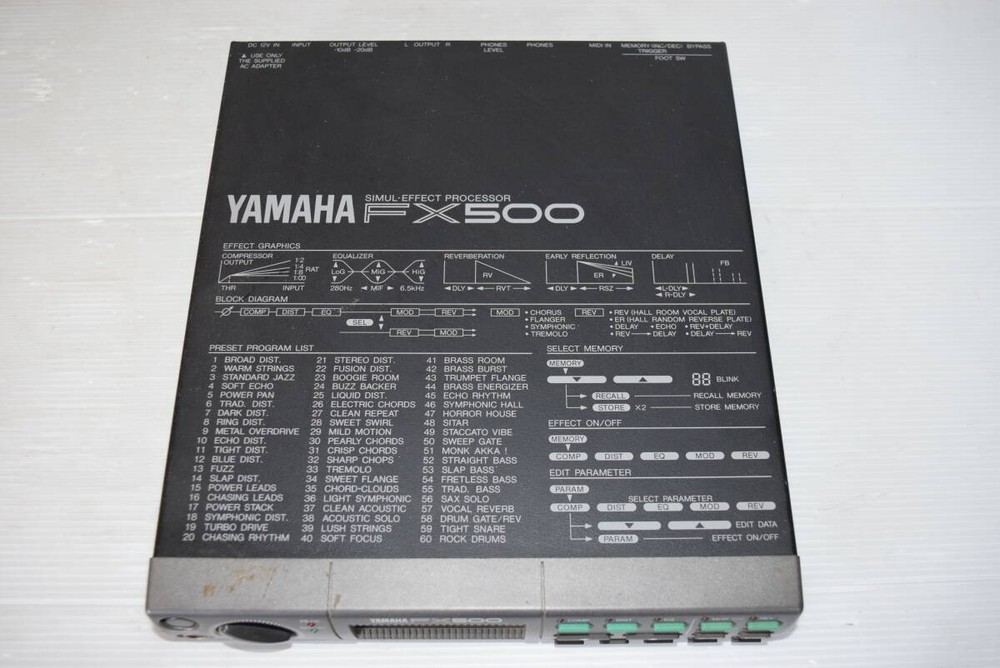 DC 12V IN INPUT OUTPUT LEVEL L OUTPUT R PHONES PHONES MIDI IN MEMORY (INC/DEC) BYPASS
-10dB -20dB LEVEL TRIGGER
▲ USE ONLY FOOT SW
THE SUPPLIED
AC ADAPTER
SIMUL-EFFECT PROCESSOR
YAMAHA FX500
EFFECT GRAPHICS
COMPRESSOR EQUALIZER REVERBERATION EARY REFLECTION DELAY
OUTPUT 1:2 LIV FB
1:4 RAT LoG MiG HiG RV
1:8 ER
1:00
THR INPUT 280Hz MIF 6.5kHz DLY RVT DLY RSZ L-DLY
R-DLY
BLOCK DIAGRAM
COMP DIST EQ MOD REV MOD • CHORUS REV • REV (HALL ROOM VOCAL PLATE)
SEL • FLANGER • ER (HALL RANDOM REVERSE PLATE)
• SYMPHONIC • DELAY • ECHO • REV+DELAY
REV MOD • TREMOLO • REV DELAY • DELAY REV
PRESET PROGRAM LIST
1 BROAD DIST. 21 STEREO DIST. 41 BRASS ROOM
2 WARM STRINGS 22 FUSION DIST. 42 BRASS BURST
3 STANDARD JAZZ 23 BOOGIE ROOM 43 TRUMPET FLANGE
4 SOFT ECHO 24 BUZZ BACKER 44 BRASS ENERGIZER
5 POWER PAN 25 LIQUID DIST. 45 ECHO RHYTHM
6 TRAD. DIST. 26 ELECTRIC CHORDS 46 SYMPHONIC HALL
7 DARK DIST. 27 CLEAN REPEAT 47 HORROR HOUSE
8 RING DIST. 28 SWEET SWIRL 48 SITAR
9 METAL OVERDRIVE 29 MILD MOTION 49 STACCATO VIBE
10 ECHO DIST. 30 PEARLY CHORDS 50 SWEEP GATE
11 TIGHT DIST. 31 CRISP CHORDS 51 MONK AKKA !
12 BLUE DIST. 32 SHARP CHOPS 52 STRAIGHT BASS
13 FUZZ 33 TREMOLO 53 SLAP BASS
14 SLAP DIST. 34 SWEET FLANGE 54 FRETLESS BASS
15 POWER LEADS 35 CHORD-CLOUDS 55 TRAD. BASS
16 CHASING LEADS 36 LIGHT SYMPHONIC 56 SAX SOLO
17 POWER STACK 37 CLEAN ACOUSTIC 57 VOCAL REVERB
18 SYMPHONIC DIST. 38 ACOUSTIC SOLO 58 DRUM GATE/REV
19 TURBO DRIVE 39 LUSH STRINGS 59 TIGHT SNARE
20 CHASING RHYTHM 40 SOFT FOCUS 60 ROCK DRUMS
SELECT MEMORY
MEMORY
88 BLINK
RECALL RECALL MEMORY
STORE ×2 STORE MEMORY
EFFECT ON/OFF
MEMORY
COMP DIST EQ MOD REV
EDIT PARAMETER
PARAM SELECT PARAMETER
COMP DIST EQ MOD REV
EDIT DATA
PARAM EFFECT ON/OFF
YAMAHA FX500